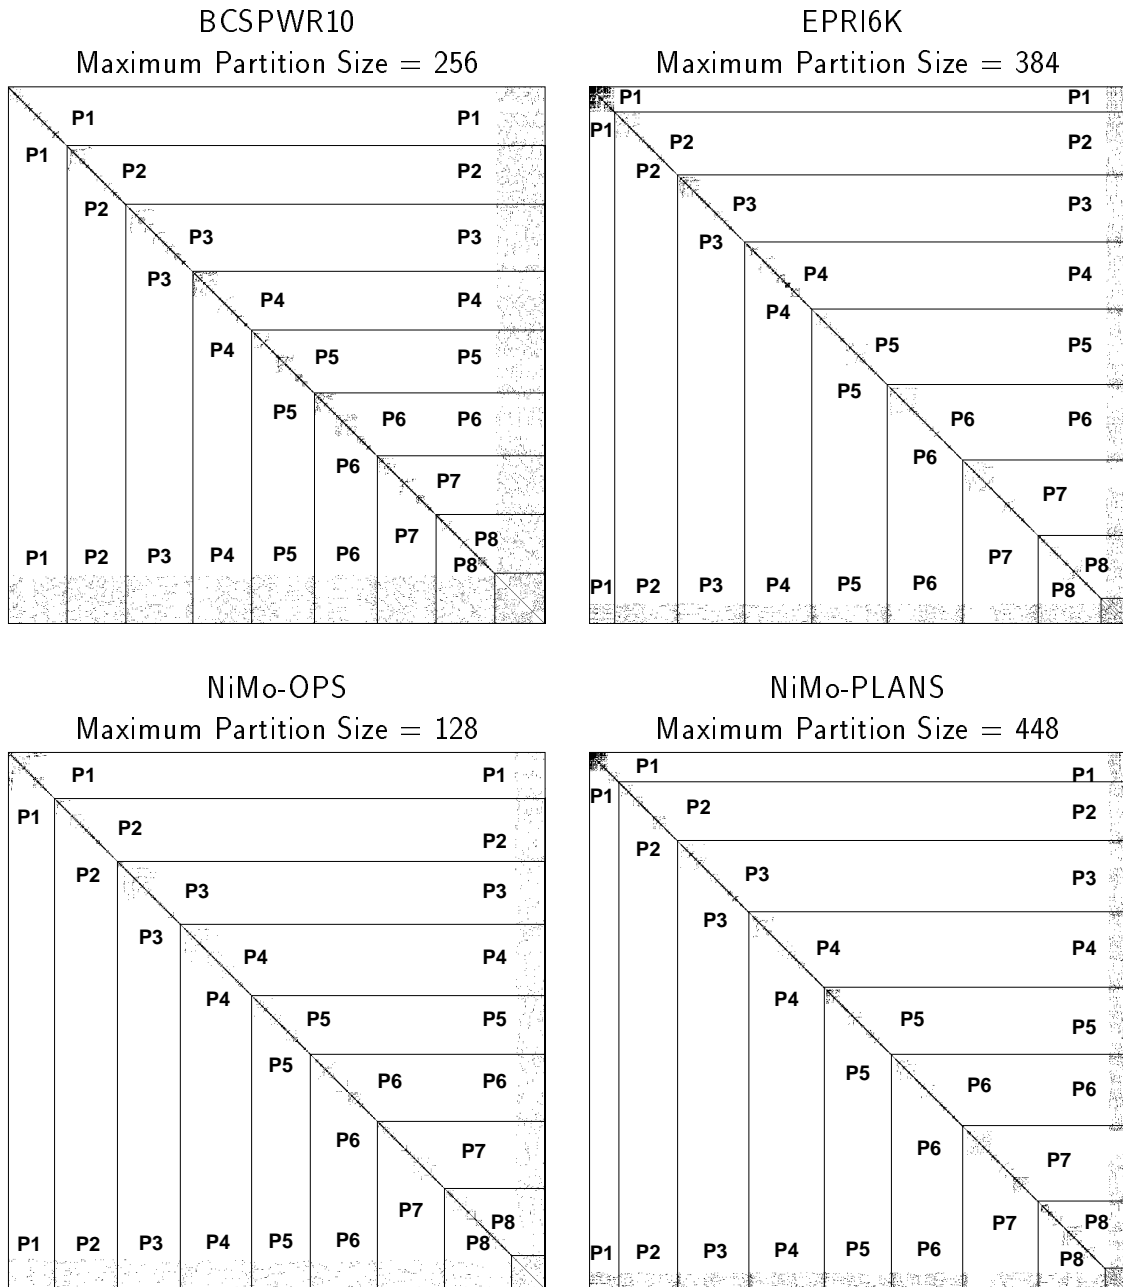 BCSPWR10
Maximum Partition Size = 256
P1 P1
P1
P2 P2
P2
P3 P3
P3
P4 P4
P4
P5 P5
P5
P6 P6
P6
P7
P7
P8
P1 P2 P3 P4 P5 P6
P8
EPRI6K
Maximum Partition Size = 384
P1 P1
P1
P2 P2
P2
P3 P3
P3
P4 P4
P4
P5 P5
P5
P6 P6
P6
P7
P7 P8
P1 P2 P3 P4 P5 P6
P8
NiMo-OPS
Maximum Partition Size = 128
P1 P1
P1
P2
P2
P2
P3 P3
P3
P4 P4
P4
P5 P5
P5
P6 P6
P6
P7
P7
P8
P1 P2 P3 P4 P5 P6 P8
NiMo-PLANS
Maximum Partition Size = 448
P1
P1
P1
P2 P2
P2
P3 P3
P3
P4 P4
P4
P5 P5
P5
P6 P6
P6
P7
P7 P8
P1 P2 P3 P4 P5 P6
P8